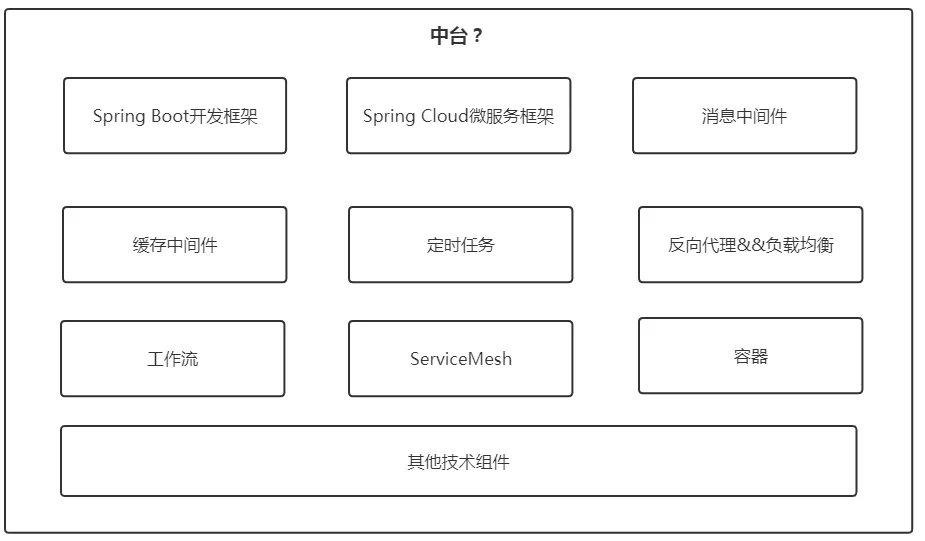 中台？
Spring Boot开发框架
Spring Cloud微服务框架
消息中间件
缓存中间件
定时任务
反向代理&&负载均衡
工作流
ServiceMesh
容器
其他技术组件